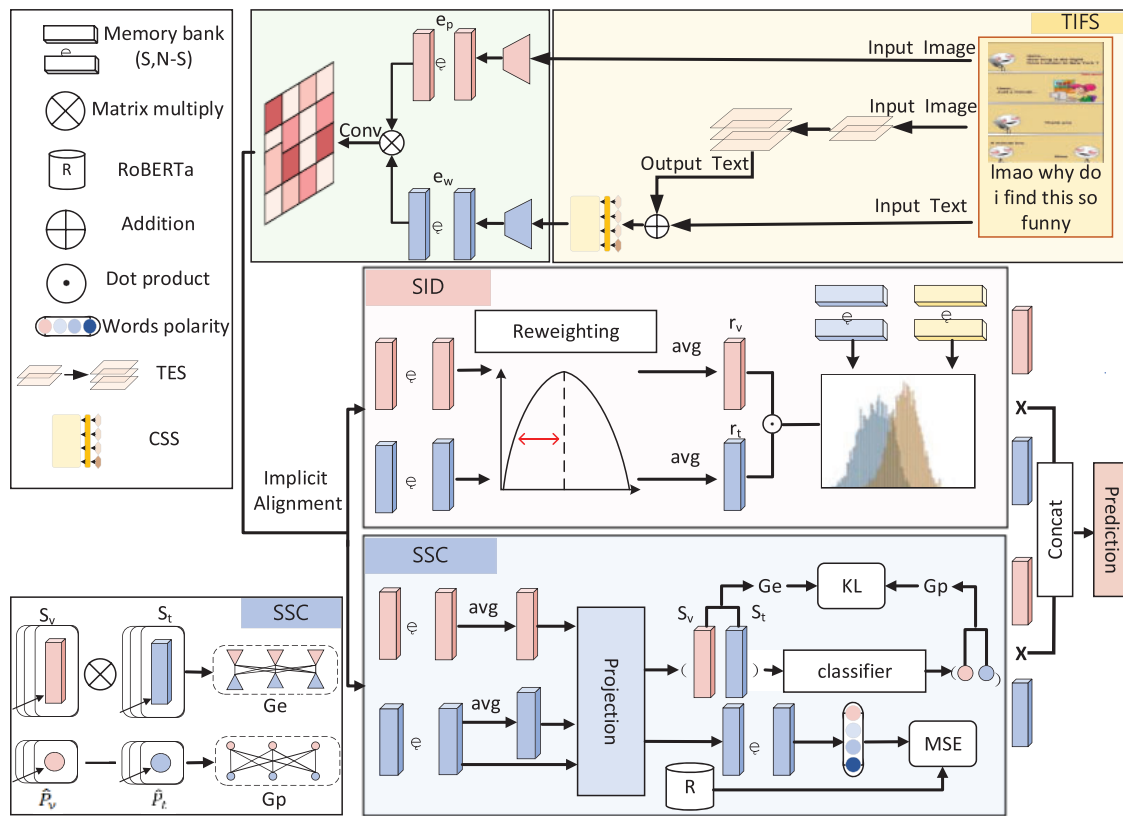 Memory bank
(S,N-S)
Matrix multiply
R
RoBERTa
Addition
Dot product
Words polarity
TES
CSS
e_p
e_w
Conv
TIFS
Input Image
Input Image
Output Text
Input Text
lmao why do
i find this so
funny
Implicit
Alignment
SID
Reweighting
avg
avg
r_v
r_t
SSC
avg
avg
Projection
S_v
S_t
Ge
KL
Gp
classifier
R
MSE
X
X
Concat
Prediction
SSC
S_v
S_t
Ge
P̂_v
P̂_t
Gp